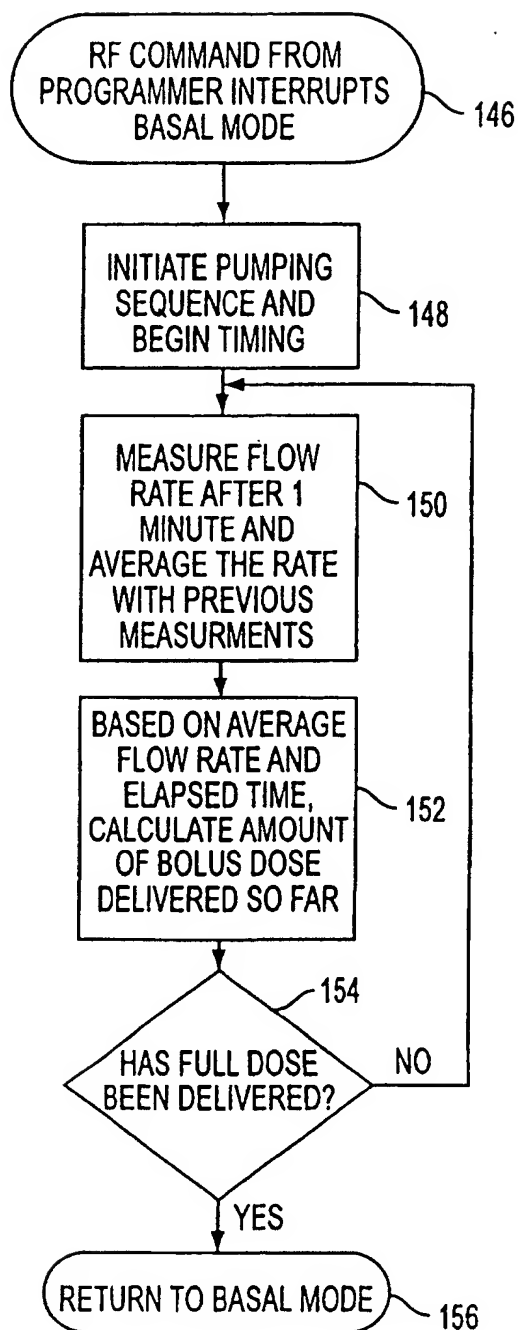 RF COMMAND FROM
PROGRAMMER INTERRUPTS
BASAL MODE
146
INITIATE PUMPING
SEQUENCE AND
BEGIN TIMING
148
MEASURE FLOW
RATE AFTER 1
MINUTE AND
AVERAGE THE RATE
WITH PREVIOUS
MEASURMENTS
150
BASED ON AVERAGE
FLOW RATE AND
ELAPSED TIME,
CALCULATE AMOUNT
OF BOLUS DOSE
DELIVERED SO FAR
152
154
HAS FULL DOSE
BEEN DELIVERED?
NO
YES
RETURN TO BASAL MODE
156